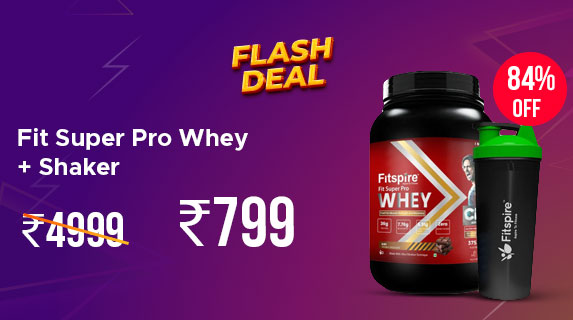 FLASH
DEAL
84%
OFF
Fit Super Pro Whey
+ Shaker
₹4999
₹799
Fitspire
Fit Super Pro
WHEY
Fitspire